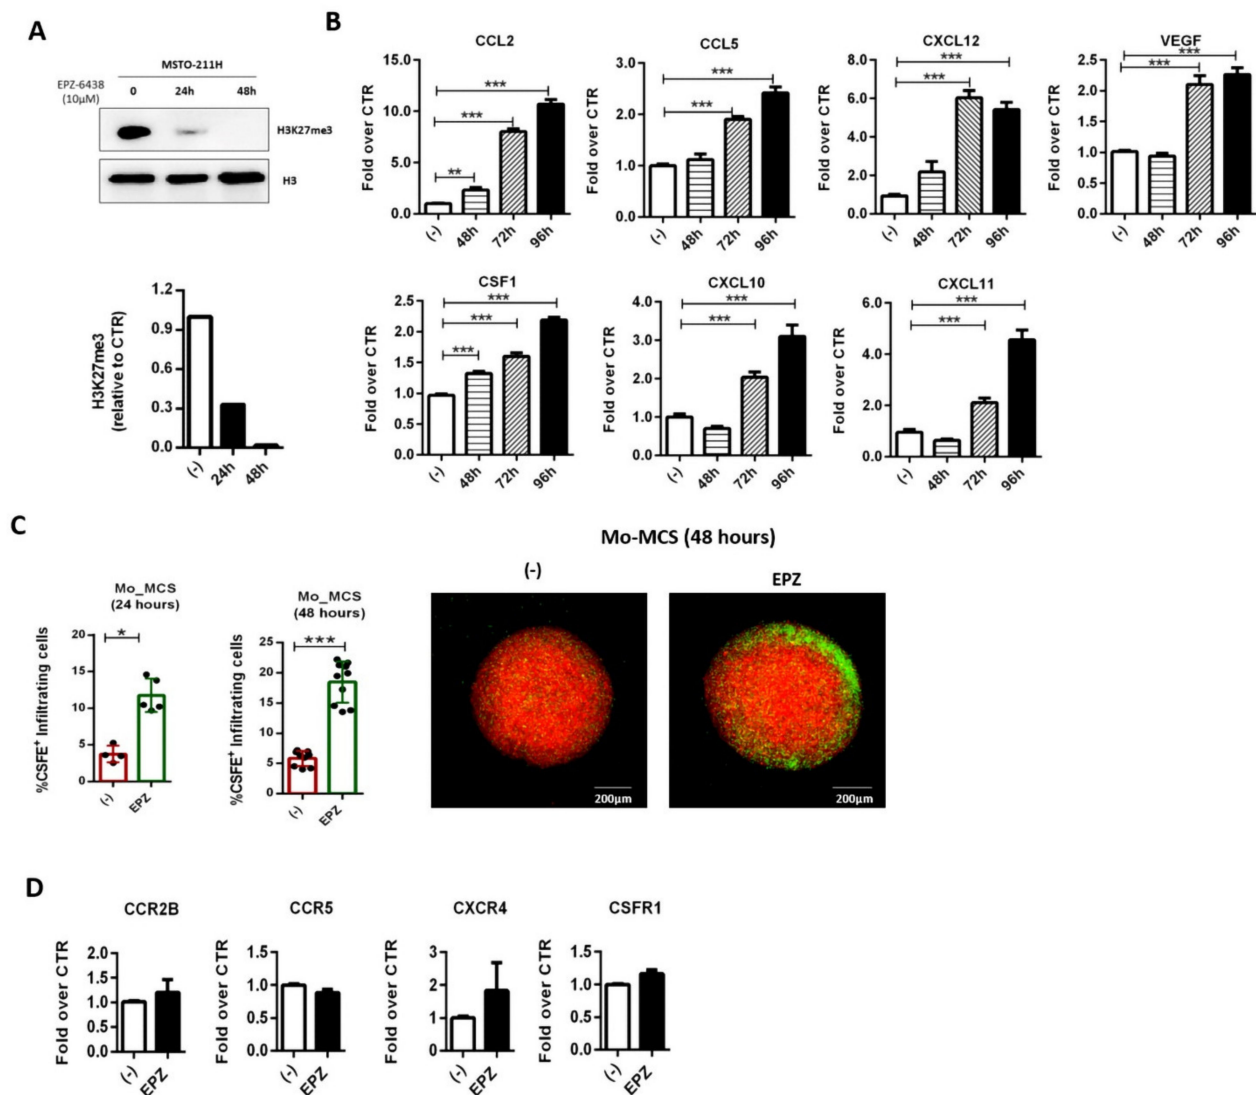 A
MSTO-211H
EPZ-6438
(10µM)
0 24h 48h
H3K27me3
H3
H3K27me3
(relative to CTR)
1.2
0.9
0.6
0.3
0.0
(-) 24h 48h
B
CCL2
Fold over CTR
15.0
10.0
5.0
0.0
***
***
**
(-) 48h 72h 96h
CCL5
Fold over CTR
3.0
2.0
1.0
0.0
***
***
(-) 48h 72h 96h
CXCL12
Fold over CTR
8.0
6.0
4.0
2.0
0.0
***
***
(-) 48h 72h 96h
VEGF
Fold over CTR
2.5
2.0
1.5
1.0
0.5
0.0
***
***
(-) 48h 72h 96h
CSF1
Fold over CTR
2.5
2.0
1.5
1.0
0.5
0.0
***
***
***
(-) 48h 72h 96h
CXCL10
Fold over CTR
4.0
3.0
2.0
1.0
0.0
***
***
(-) 48h 72h 96h
CXCL11
Fold over CTR
6.0
4.0
2.0
0.0
***
***
(-) 48h 72h 96h
C
Mo_MCS
(24 hours)
%CSFE⁺ Infiltrating cells
20
15
10
5
0
*
(-) EPZ
Mo_MCS
(48 hours)
%CSFE⁺ Infiltrating cells
25
20
15
10
5
0
***
(-) EPZ
Mo-MCS (48 hours)
(-)
200µm
EPZ
200µm
D
CCR2B
Fold over CTR
2.0
1.5
1.0
0.5
0.0
(-) EPZ
CCR5
Fold over CTR
1.5
1.0
0.5
0.0
(-) EPZ
CXCR4
Fold over CTR
3
2
1
0
(-) EPZ
CSFR1
Fold over CTR
1.5
1.0
0.5
0.0
(-) EPZ